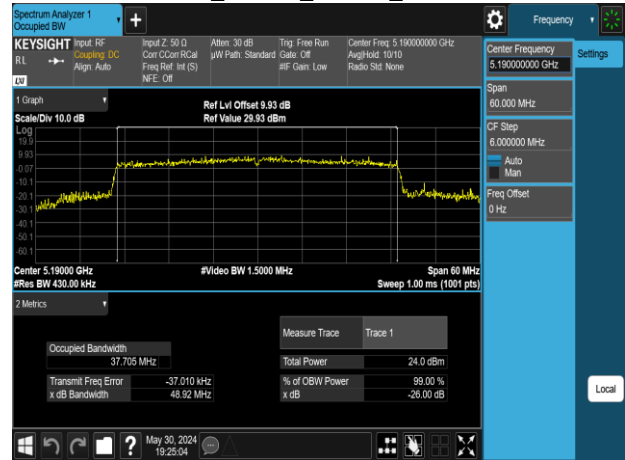 Spectrum Analyzer 1
Occupied BW
Frequency
KEYSIGHT
RL
LXI
Input: RF
Coupling: DC
Align: Auto
Input Z: 50 Ω
Corr CCorr RCal
Freq Ref: Int (S)
NFE: Off
Atten: 30 dB
µW Path: Standard
Trig: Free Run
Gate: Off
#IF Gain: Low
Center Freq: 5.190000000 GHz
Avg|Hold: 10/10
Radio Std: None
Center Frequency
5.190000000 GHz
Settings
Span
60.000 MHz
CF Step
6.000000 MHz
Auto
Man
Freq Offset
0 Hz
Local
1 Graph
Scale/Div 10.0 dB
Ref Lvl Offset 9.93 dB
Ref Value 29.93 dBm
Log
19.9
9.93
-0.07
-10.1
-20.1
-30.1
-40.1
-50.1
-60.1
Center 5.19000 GHz
#Video BW 1.5000 MHz
Span 60 MHz
#Res BW 430.00 kHz
Sweep 1.00 ms (1001 pts)
2 Metrics
Measure Trace
Trace 1
Occupied Bandwidth
37.705 MHz
Total Power
24.0 dBm
Transmit Freq Error
-37.010 kHz
% of OBW Power
99.00 %
x dB Bandwidth
48.92 MHz
x dB
-26.00 dB
?
May 30, 2024
19:25:04